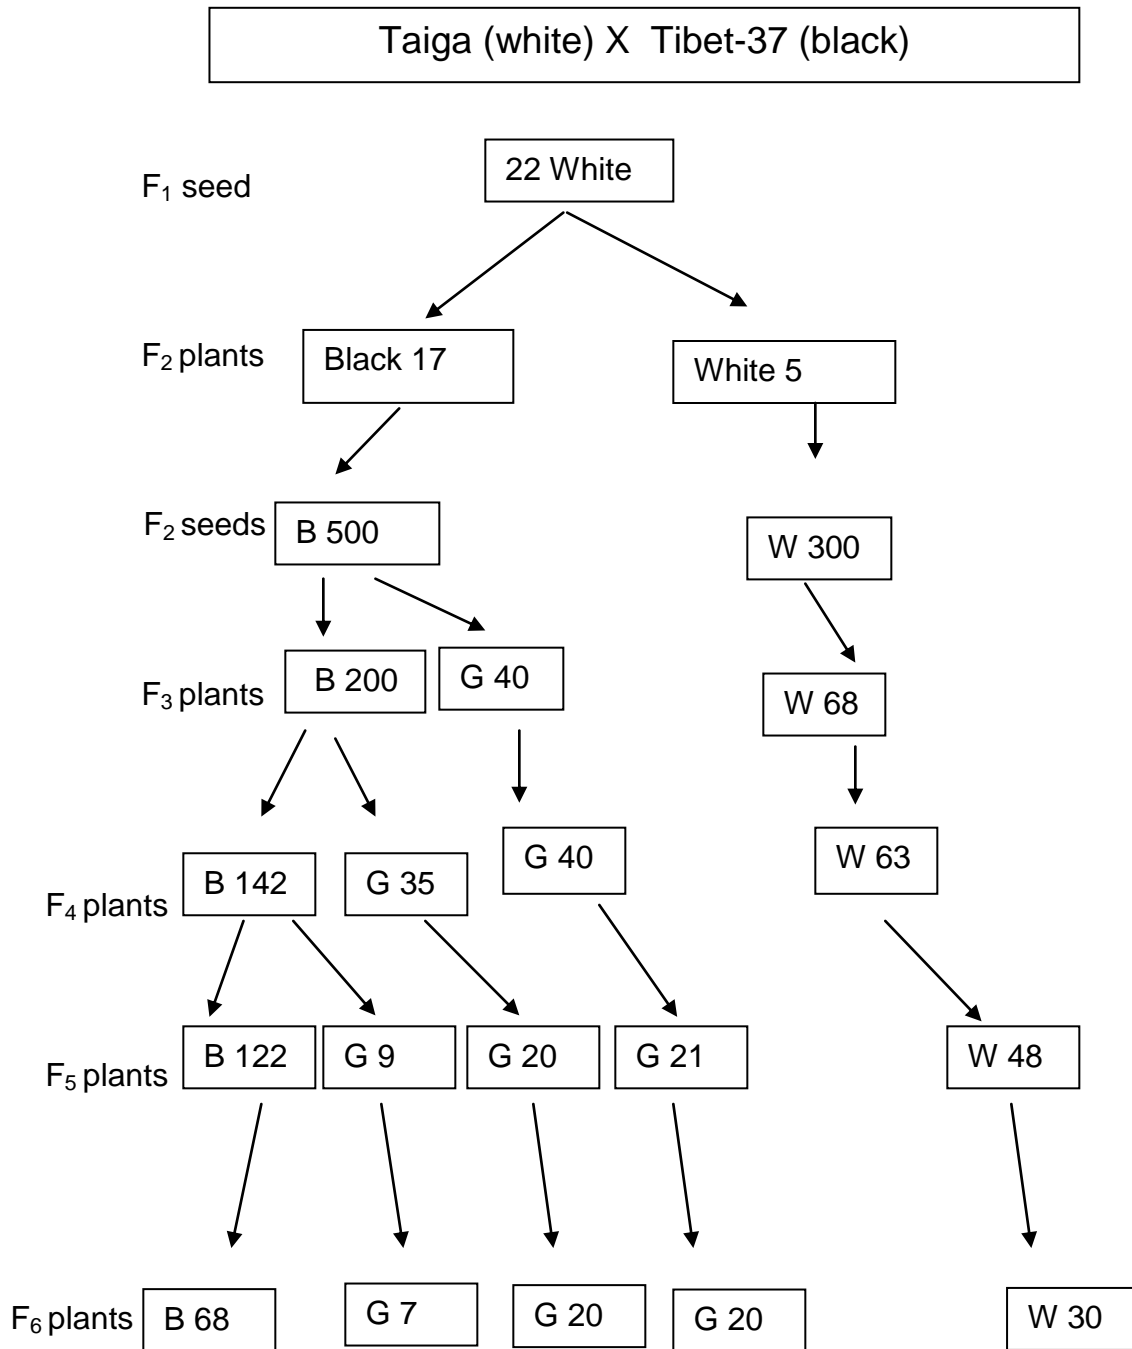 Taiga (white) X  Tibet-37 (black)
F₁ seed
22 White
F₂ plants
Black 17
White 5
F₂ seeds
B 500
W 300
F₃ plants
B 200
G 40
W 68
F₄ plants
B 142
G 35
G 40
W 63
F₅ plants
B 122
G 9
G 20
G 21
W 48
F₆ plants
B 68
G 7
G 20
G 20
W 30